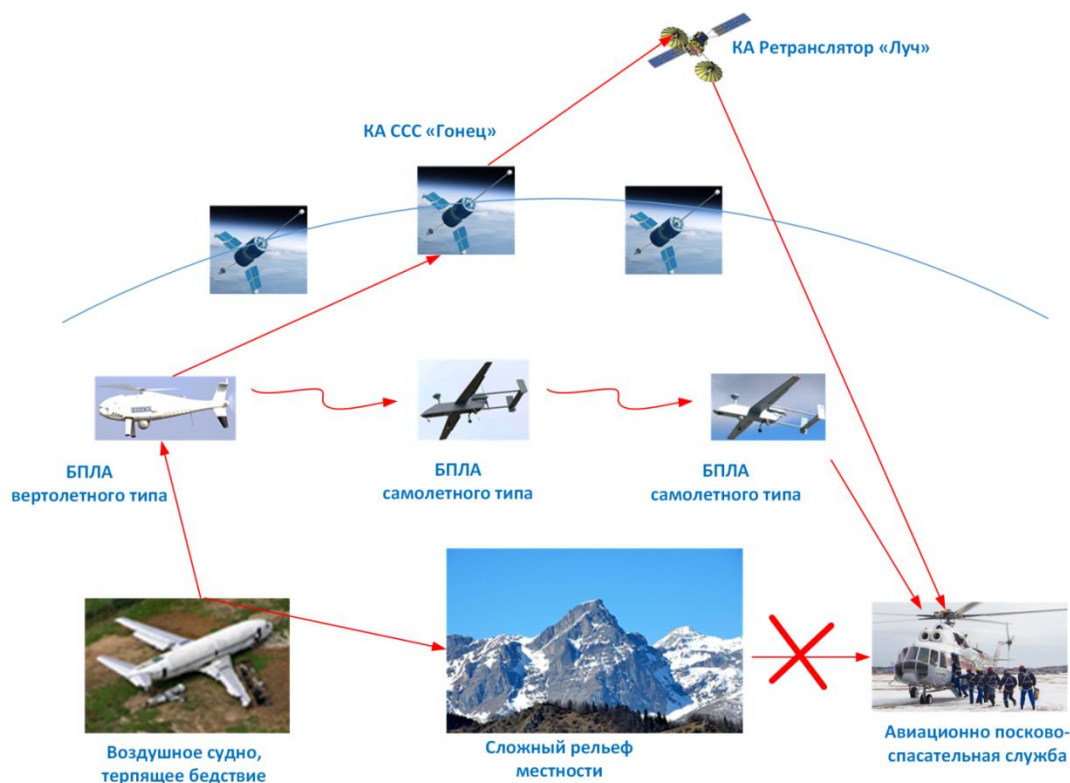 КА Ретранслятор «Луч»
КА ССС «Гонец»
БПЛА
вертолетного типа
БПЛА
самолетного типа
БПЛА
самолетного типа
Воздушное судно,
терпящее бедствие
Сложный рельеф
местности
Авиационно посково-
спасательная служба